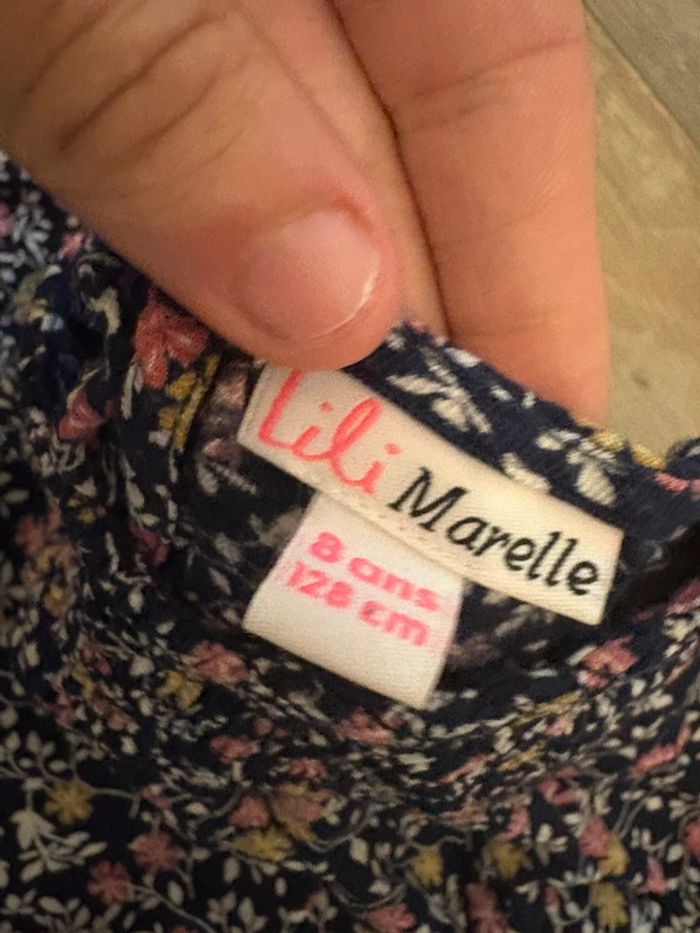 Lili Marelle
8 ans
128 cm